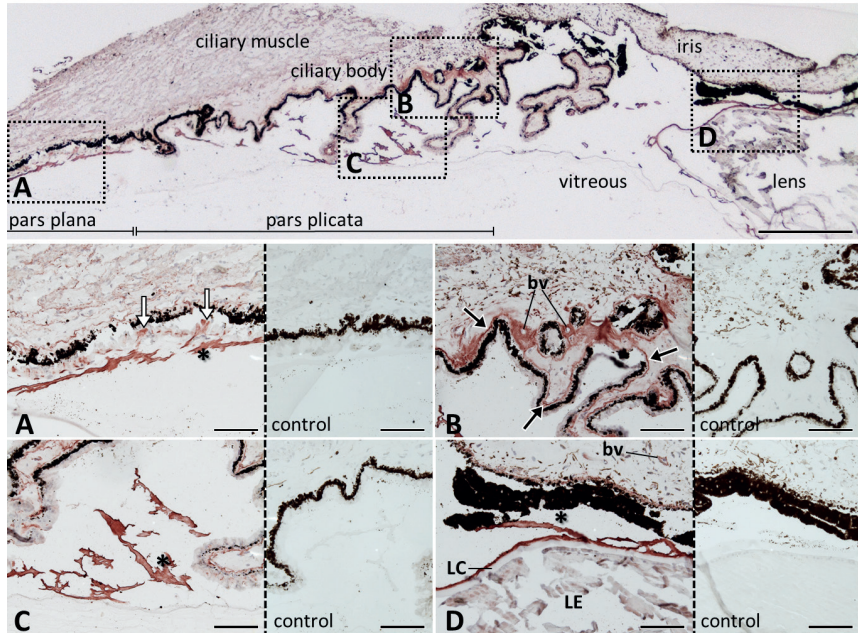 ciliary muscle
iris
ciliary body
B
A
C
D
vitreous
lens
pars plana
pars plicata
bv
*
A
control
B
control
*
C
control
bv
*
LC
LE
D
control